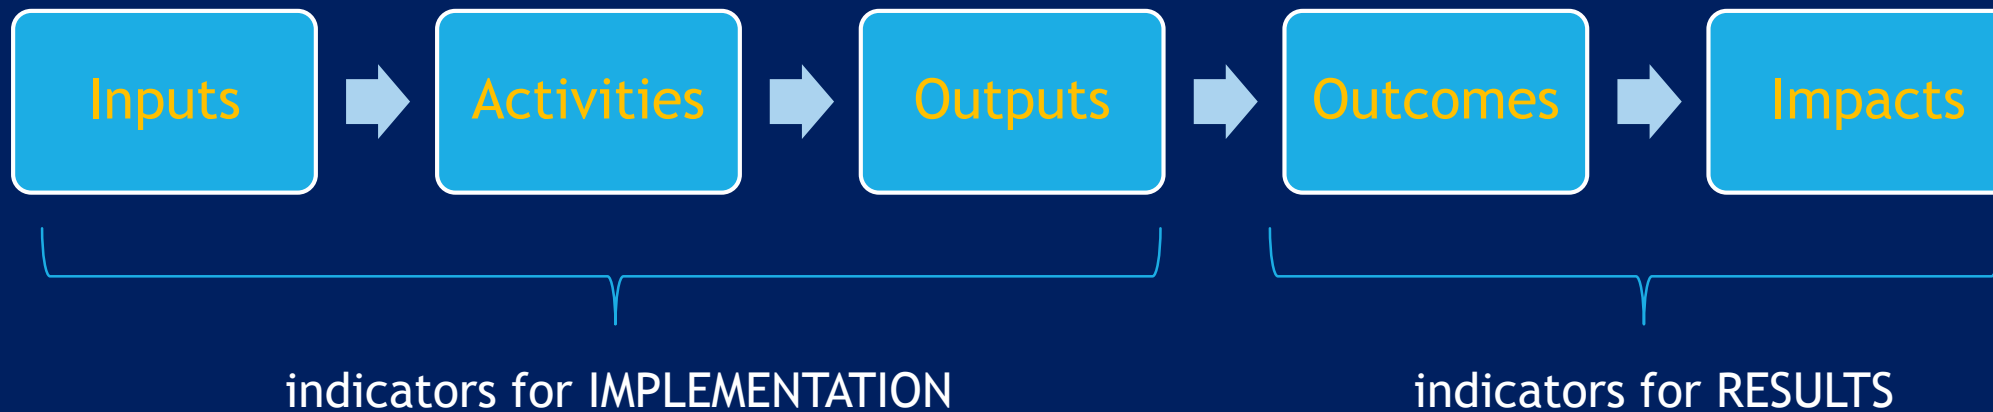 Inputs
Activities
Outputs
Outcomes
Impacts
indicators for IMPLEMENTATION
indicators for RESULTS